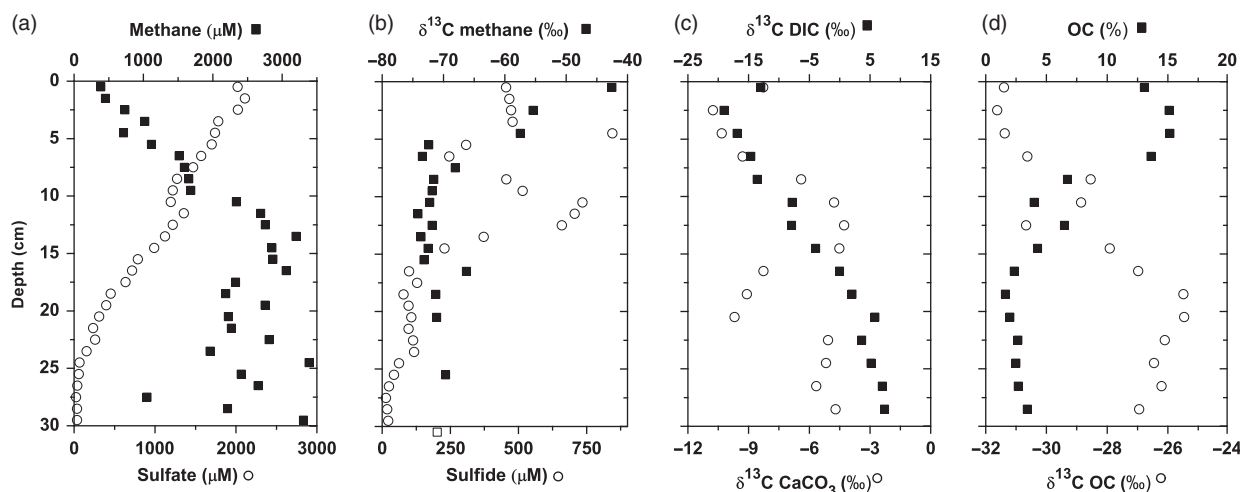 (a) Methane (μM) ■
0 1000 2000 3000
(b) δ13C methane (‰) ■
−80 −70 −60 −50 −40
(c) δ13C DIC (‰) ■
−25 −15 −5 5 15
(d) OC (%) ■
0 5 10 15 20
Depth (cm)
0
5
10
15
20
25
30
0 1000 2000 3000
Sulfate (μM) ○
0 250 500 750
Sulfide (μM) ○
−15 −12 −9 −6 −3 0
δ13C CaCO3 (‰) ○
−32 −30 −28 −26 −24
δ13C OC (‰) ○